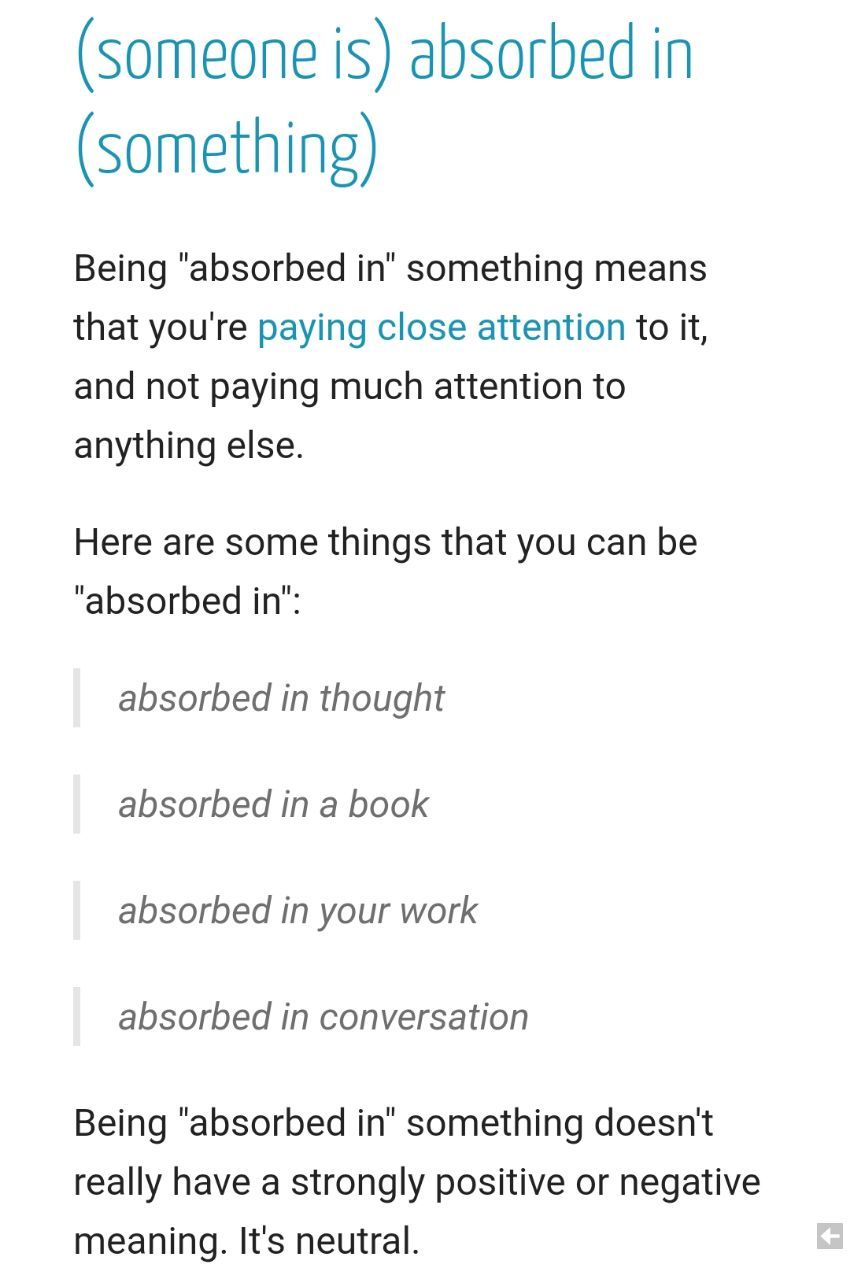 (someone is) absorbed in
(something)
Being "absorbed in" something means
that you're paying close attention to it,
and not paying much attention to
anything else.
Here are some things that you can be
"absorbed in":
absorbed in thought
absorbed in a book
absorbed in your work
absorbed in conversation
Being "absorbed in" something doesn't
really have a strongly positive or negative
meaning. It's neutral.